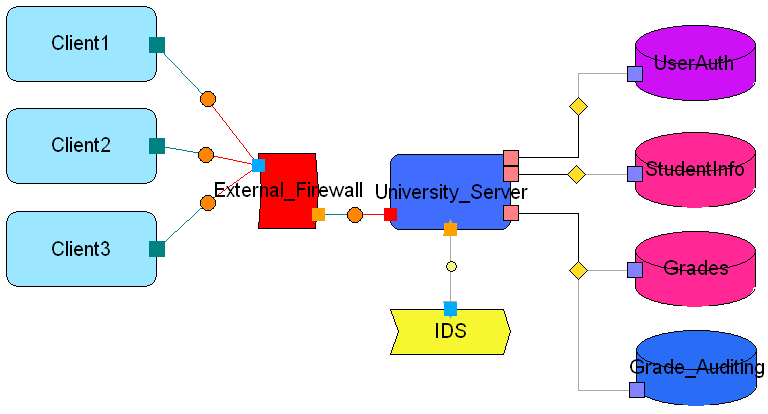 Client1
Client2
Client3
External_Firewall
University_Server
IDS
UserAuth
StudentInfo
Grades
Grade_Auditing